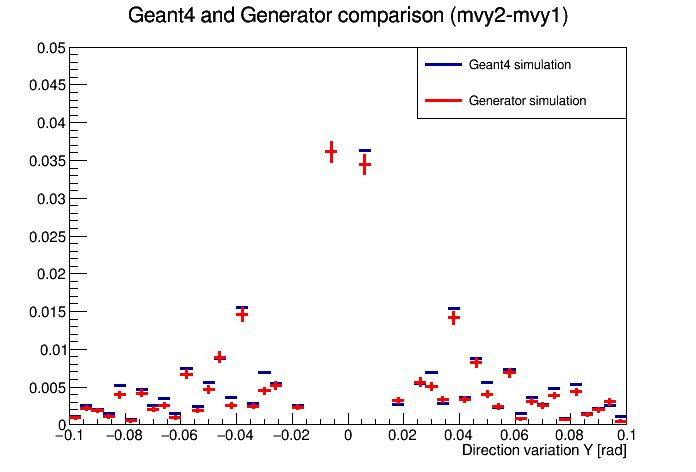 Geant4 and Generator comparison (mvy2-mvy1)
0.05
Geant4 simulation
0.045
Generator simulation
0.04
0.035
0.03
0.025
0.02
0.015
0.01
0.005
0
−0.1 −0.08 −0.06 −0.04 −0.02 0 0.02 0.04 0.06 0.08 0.1
Direction variation Y [rad]